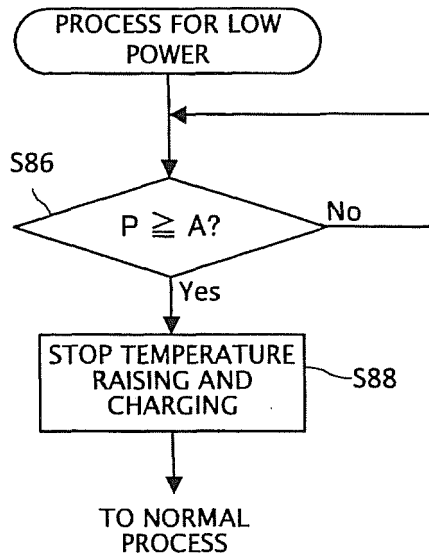 PROCESS FOR LOW
POWER
S86
P ≧ A?
No
Yes
STOP TEMPERATURE
RAISING AND
CHARGING
S88
TO NORMAL
PROCESS